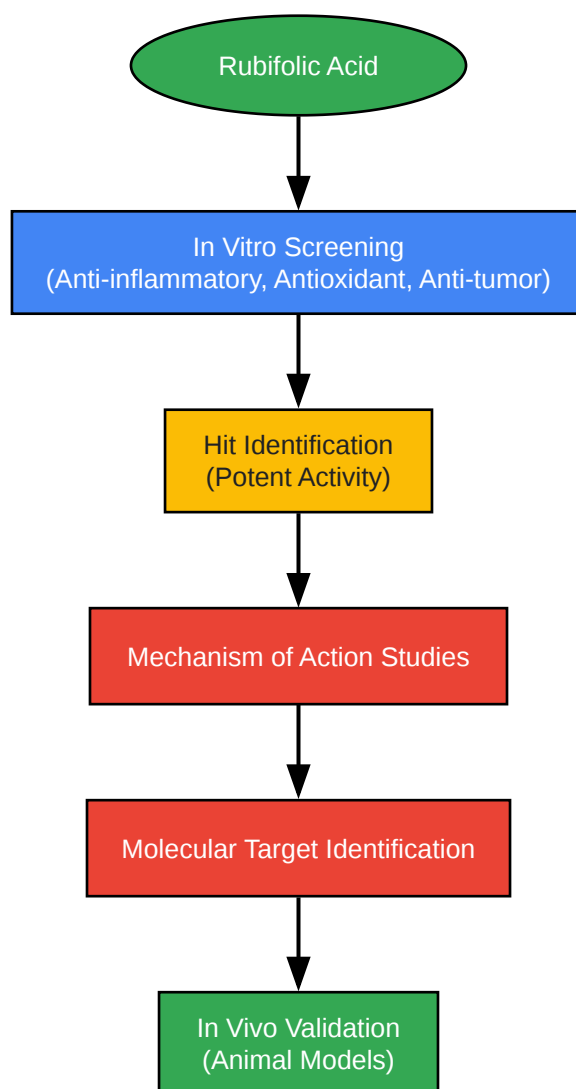 Rubifolic Acid
In Vitro Screening
(Anti-inflammatory, Antioxidant, Anti-tumor)
Hit Identification
(Potent Activity)
Mechanism of Action Studies
Molecular Target Identification
In Vivo Validation
(Animal Models)